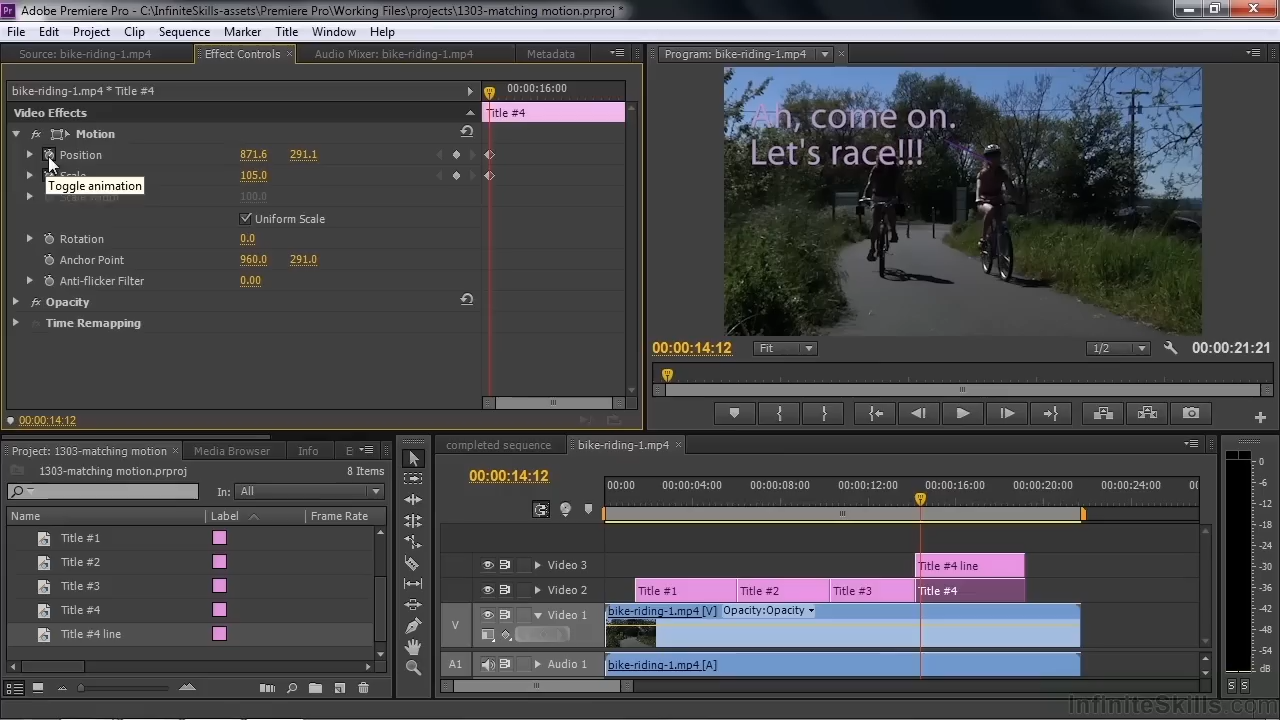 Adobe Premiere Pro - C:\InfiniteSkills-assets\Premiere Pro\Working Files\projects\1303-matching motion.prproj *
File Edit Project Clip Sequence Marker Title Window Help
Source: bike-riding-1.mp4 Effect Controls Audio Mixer: bike-riding-1.mp4 Metadata
Program: bike-riding-1.mp4
bike-riding-1.mp4 * Title #4
00:00:16:00
Video Effects
Title #4
Motion
Position 871.6 291.1
Scale 105.0
Toggle animation
Scale Width 100.0
Uniform Scale
Rotation 0.0
Anchor Point 960.0 291.0
Anti-flicker Filter 0.00
Opacity
Time Remapping
00:00:14:12
Ah, come on.
Let's race!!!
00:00:14:12 Fit 1/2 00:00:21:21
Project: 1303-matching motion Media Browser Info E
1303-matching motion.prproj 8 Items
In: All
Name Label Frame Rate
Title #1
Title #2
Title #3
Title #4
Title #4 line
completed sequence bike-riding-1.mp4
00:00:14:12
00:00 00:00:04:00 00:00:08:00 00:00:12:00 00:00:16:00 00:00:20:00 00:00:24:00 00
Video 3 Title #4 line
Video 2 Title #1 Title #2 Title #3 Title #4
V Video 1 bike-riding-1.mp4 [V] Opacity:Opacity
A1 Audio 1 bike-riding-1.mp4 [A]
0
-6
-12
-18
-24
-30
-36
-42
-48
-54
dB
S S
InfiniteSkills.com